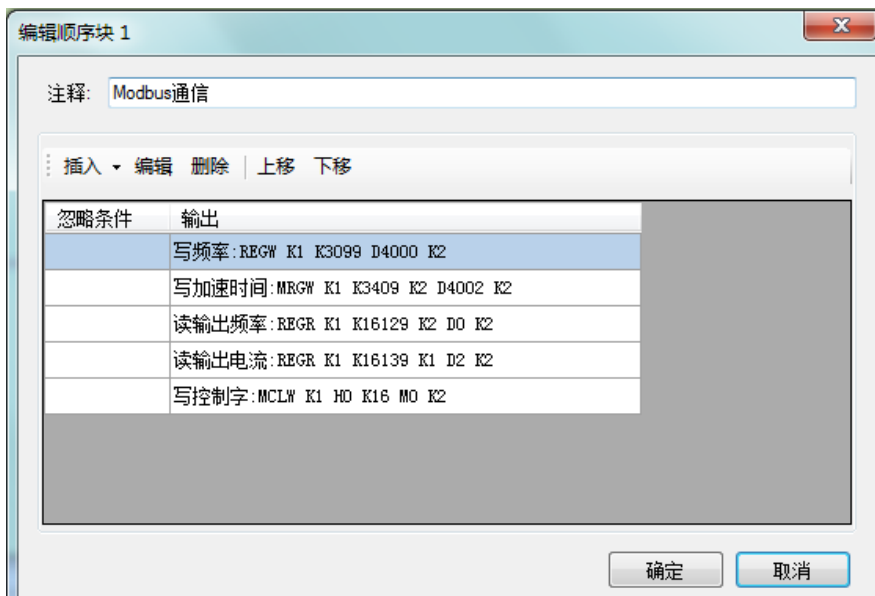 编辑顺序块 1
注释: Modbus通信
插入 编辑 删除 上移 下移
忽略条件 输出
写频率:REGW K1 K3099 D4000 K2
写加速时间:MRGW K1 K3409 K2 D4002 K2
读输出频率:REGR K1 K16129 K2 D0 K2
读输出电流:REGR K1 K16139 K1 D2 K2
写控制字:MCLW K1 H0 K16 M0 K2
确定 取消